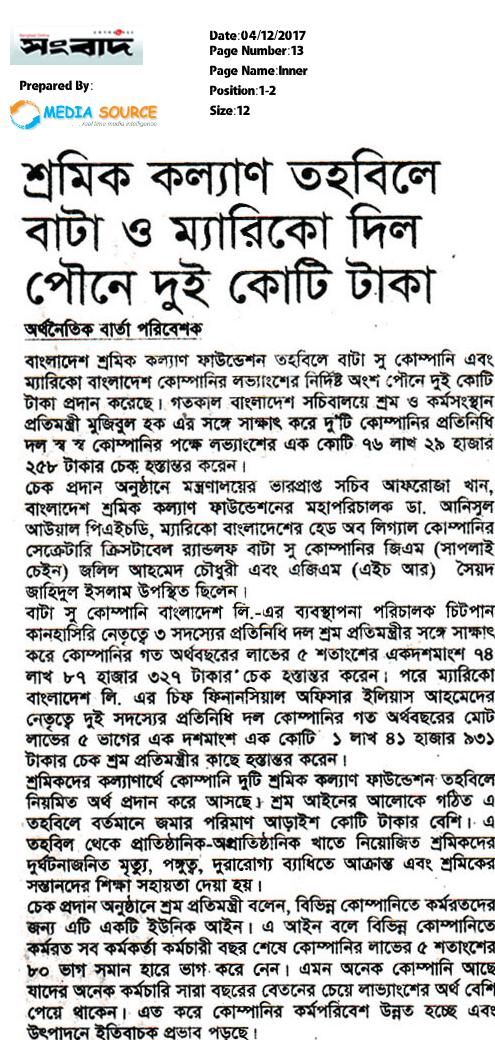 Bangladesh Online
সংবাদ
Date:04/12/2017
Page Number:13
Page Name:Inner
Position:1-2
Size:12
Prepared By:
MEDIA SOURCE
...real time media intelligence
শ্রমিক কল্যাণ তহবিলে
বাটা ও ম্যারিকো দিল
পৌনে দুই কোটি টাকা
অর্থনৈতিক বার্তা পরিবেশক
বাংলাদেশ শ্রমিক কল্যাণ ফাউন্ডেশন তহবিলে বাটা সু কোম্পানি এবং
ম্যারিকো বাংলাদেশ কোম্পানির লভ্যাংশের নির্দিষ্ট অংশ পৌনে দুই কোটি
টাকা প্রদান করেছে। গতকাল বাংলাদেশ সচিবালয়ে শ্রম ও কর্মসংস্থান
প্রতিমন্ত্রী মুজিবুল হক এঁর সঙ্গে সাক্ষাৎ করে দু'টি কোম্পানির প্রতিনিধি
দল স্ব স্ব কোম্পানির পক্ষে লভ্যাংশের এক কোটি ৭৬ লাখ ২৯ হাজার
২৫৮ টাকার চেক হস্তান্তর করেন।
চেক প্রদান অনুষ্ঠানে মন্ত্রণালয়ের ভারপ্রাপ্ত সচিব আফরোজা খান,
বাংলাদেশ শ্রমিক কল্যাণ ফাউন্ডেশনের মহাপরিচালক ডা. আনিসুল
আউয়াল পিএইচডি, ম্যারিকো বাংলাদেশের হেড অব লিগ্যাল কোম্পানির
সেক্রেটারি ক্রিসটাবেল র‍্যান্ডলফ বাটা সু কোম্পানির জিএম (সাপলাই
চেইন) জলিল আহমেদ চৌধুরী এবং এজিএম (এইচ আর) সৈয়দ
জাহিদুল ইসলাম উপস্থিত ছিলেন।
বাটা সু কোম্পানি বাংলাদেশ লি.-এর ব্যবস্থাপনা পরিচালক চিটপান
কানহাসিরি নেতৃত্বে ৩ সদস্যের প্রতিনিধি দল শ্রম প্রতিমন্ত্রীর সঙ্গে সাক্ষাৎ
করে কোম্পানির গত অর্থবছরের লাভের ৫ শতাংশের একদশমাংশ ৭৪
লাখ ৮৭ হাজার ৩২৭ টাকার চেক হস্তান্তর করেন। পরে ম্যারিকো
বাংলাদেশ লি. এর চিফ ফিনানসিয়াল অফিসার ইলিয়াস আহমেদের
নেতৃত্বে দুই সদস্যের প্রতিনিধি দল কোম্পানির গত অর্থবছরের মোট
লাভের ৫ ভাগের এক দশমাংশ এক কোটি ১ লাখ ৪১ হাজার ৯৩১
টাকার চেক শ্রম প্রতিমন্ত্রীর কাছে হস্তান্তর করেন।
শ্রমিকদের কল্যাণার্থে কোম্পানি দুটি শ্রমিক কল্যাণ ফাউন্ডেশন তহবিলে
নিয়মিত অর্থ প্রদান করে আসছে। শ্রম আইনের আলোকে গঠিত এ
তহবিলে বর্তমানে জমার পরিমাণ আড়াইশ কোটি টাকার বেশি। এ
তহবিল থেকে প্রাতিষ্ঠানিক-অপ্রাতিষ্ঠানিক খাতে নিয়োজিত শ্রমিকদের
দুর্ঘটনাজনিত মৃত্যু, পঙ্গুত্ব, দুরারোগ্য ব্যাধিতে আক্রান্ত এবং শ্রমিকের
সন্তানদের শিক্ষা সহায়তা দেয়া হয়।
চেক প্রদান অনুষ্ঠানে শ্রম প্রতিমন্ত্রী বলেন, বিভিন্ন কোম্পানিতে কর্মরতদের
জন্য এটি একটি ইউনিক আইন। এ আইন বলে বিভিন্ন কোম্পানিতে
কর্মরত সব কর্মকর্তা কর্মচারী বছর শেষে কোম্পানির লাভের ৫ শতাংশের
৮০ ভাগ সমান হারে ভাগ করে নেন। এমন অনেক কোম্পানি আছে
যাদের অনেক কর্মচারি সারা বছরের বেতনের চেয়ে লাভ্যাংশের অর্থ বেশি
পেয়ে থাকেন। এত করে কোম্পানির কর্মপরিবেশ উন্নত হচ্ছে এবং
উৎপাদনে ইতিবাচক প্রভাব পড়ছে।